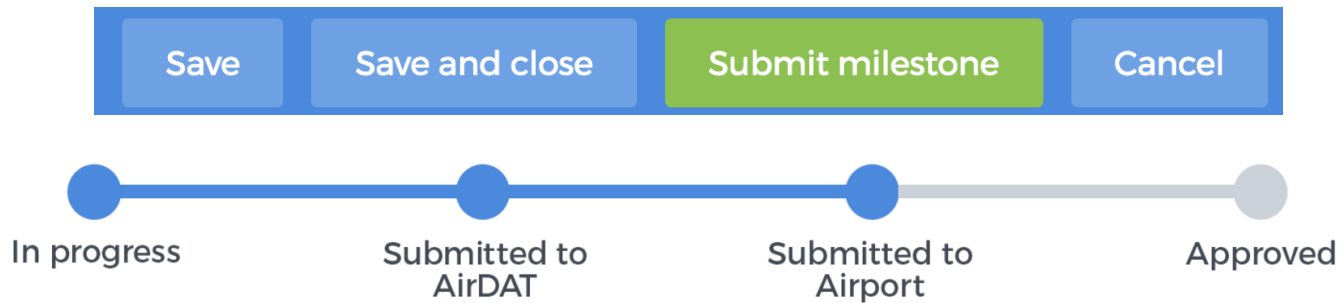 Save Save and close Submit milestone Cancel
In progress Submitted to Submitted to Approved
AirDAT Airport